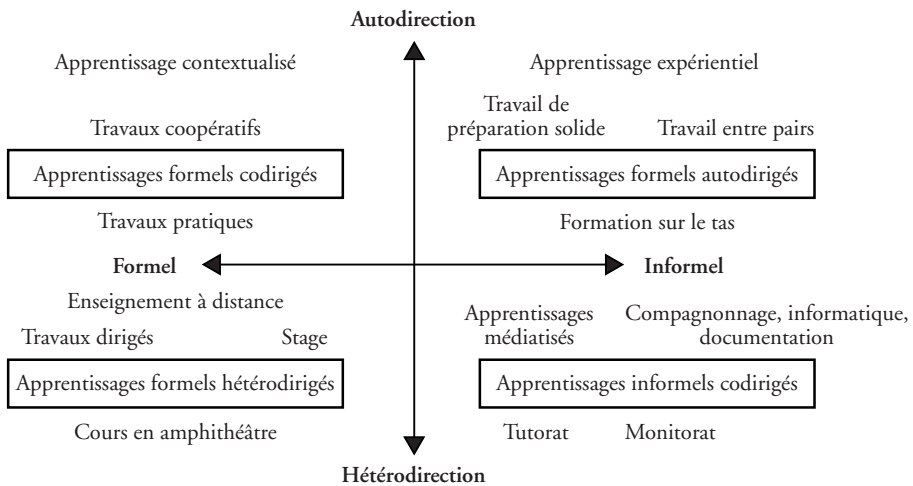 Autodirection
Apprentissage contextualisé
Apprentissage expérientiel
Travaux coopératifs
Travail de
préparation solide
Travail entre pairs
Apprentissages formels codirigés
Apprentissages formels autodirigés
Travaux pratiques
Formation sur le tas
Formel
Informel
Enseignement à distance
Travaux dirigés
Stage
Apprentissages
médiatisés
Compagnonnage, informatique,
documentation
Apprentissages formels hétérodirigés
Apprentissages informels codirigés
Cours en amphithéâtre
Tutorat
Monitorat
Hétérodirection